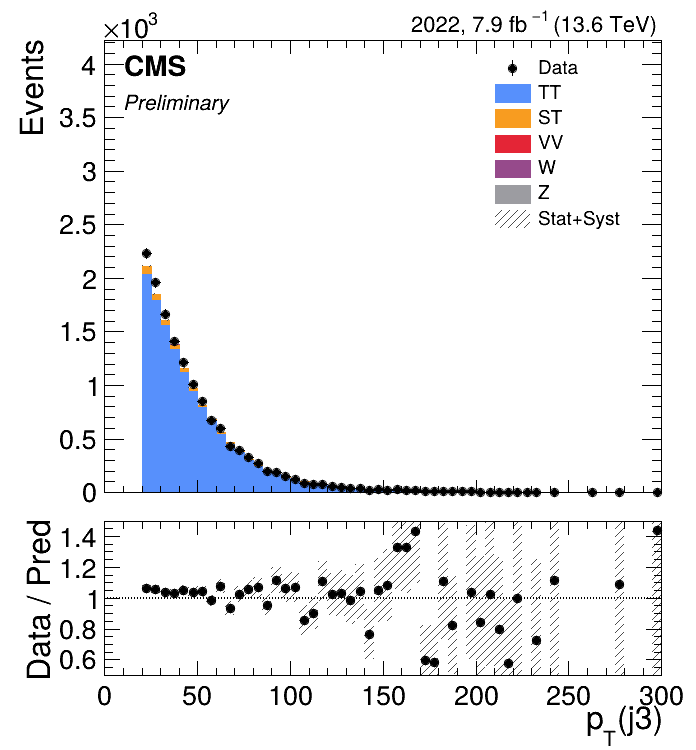 ×10³
2022, 7.9 fb⁻¹ (13.6 TeV)
Events
4
3.5
3
2.5
2
1.5
1
0.5
0
CMS
Preliminary
Data
TT
ST
VV
W
Z
Stat+Syst
Data / Pred
1.4
1.2
1
0.8
0.6
0
50
100
150
200
250
300
p_T(j3)